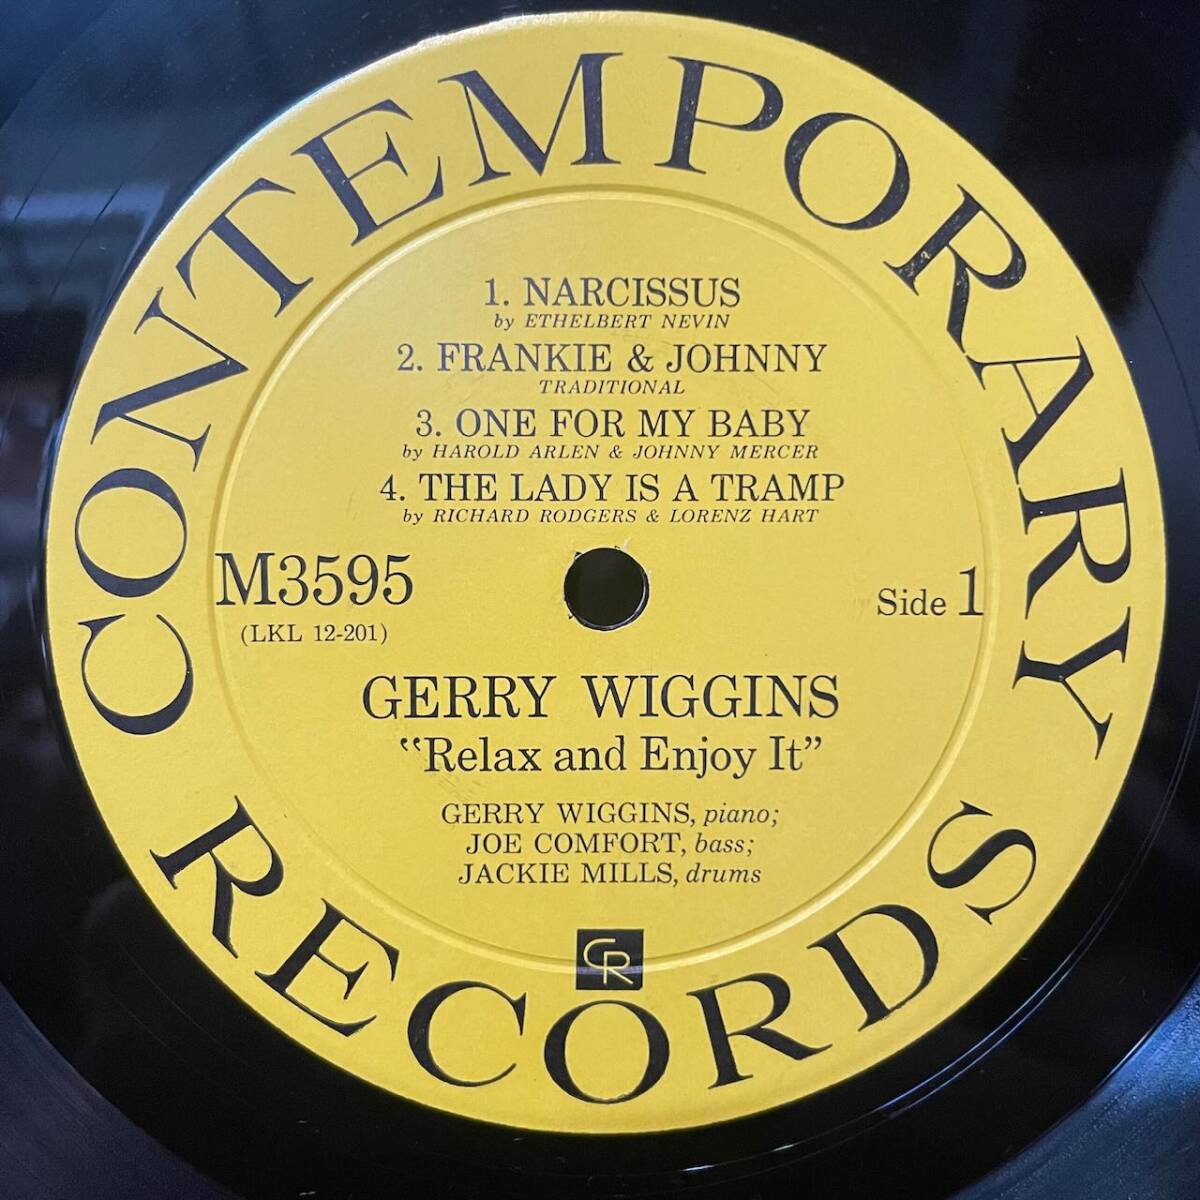 CONTEMPORARY
1. NARCISSUS
by ETHELBERT NEVIN
2. FRANKIE & JOHNNY
TRADITIONAL
3. ONE FOR MY BABY
by HAROLD ARLEN & JOHNNY MERCER
4. THE LADY IS A TRAMP
by RICHARD RODGERS & LORENZ HART
M3595
(LKL 12-201)
Side 1
GERRY WIGGINS
“Relax and Enjoy It”
GERRY WIGGINS, piano;
JOE COMFORT, bass;
JACKIE MILLS, drums
CR
RECORDS